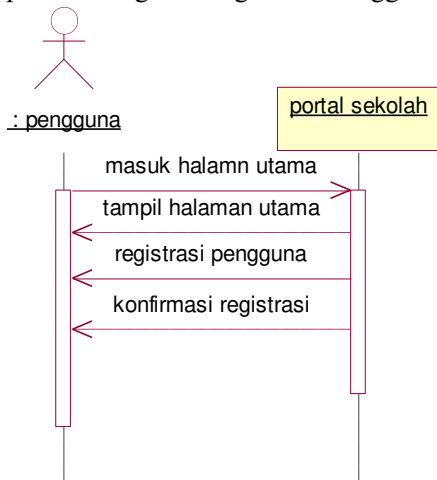 : pengguna
portal sekolah
masuk halamn utama
tampil halaman utama
registrasi pengguna
konfirmasi registrasi